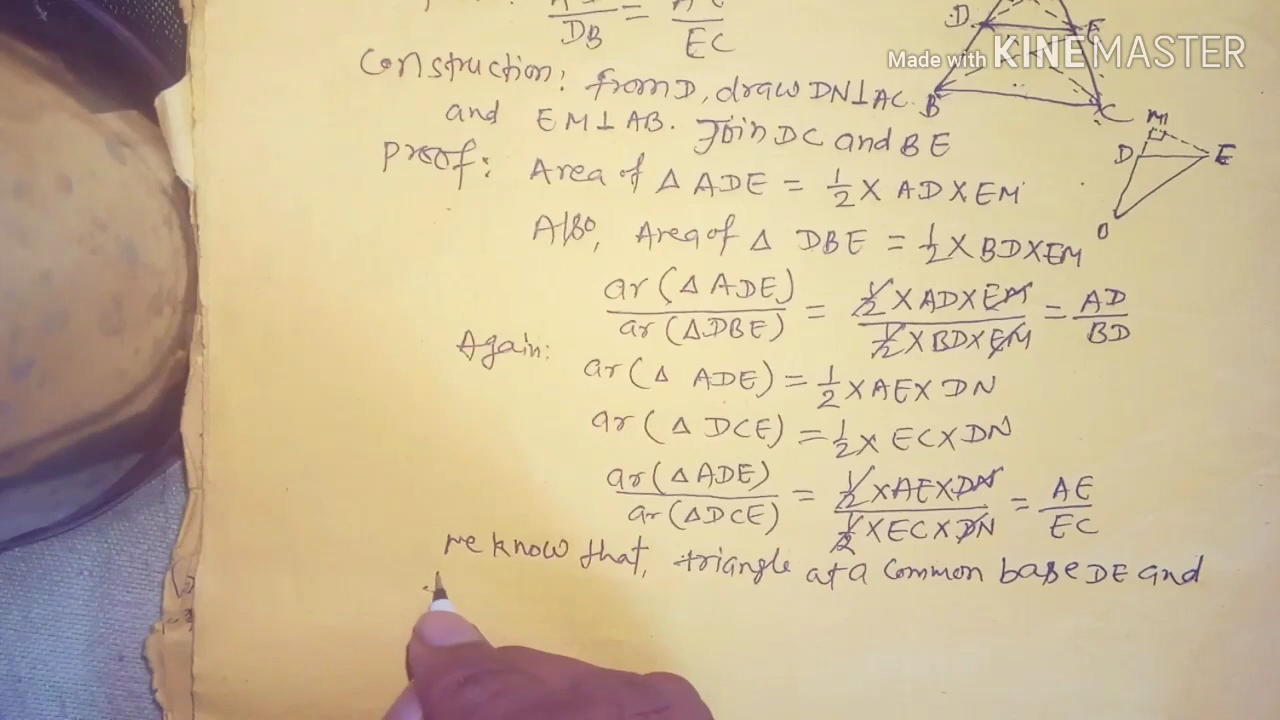 DB = EC
Construction: from D, draw DN⊥AC
and EM⊥AB. Join DC and BE
Proof: Area of △ ADE = 1/2 × AD × EM
Also, Area of △ DBE = 1/2 × BD × EM
ar(△ ADE)/ar(△DBE) = 1/2 × AD × EM / 1/2 × BD × EM = AD/BD
Again: ar(△ ADE) = 1/2 × AE × DN
ar(△ DCE) = 1/2 × EC × DN
ar(△ADE)/ar(△DCE) = 1/2 × AE × DN / 1/2 × EC × DN = AE/EC
we know that, triangle at a common base DE and
D E
B C
M
D E
Made with KINEMASTER